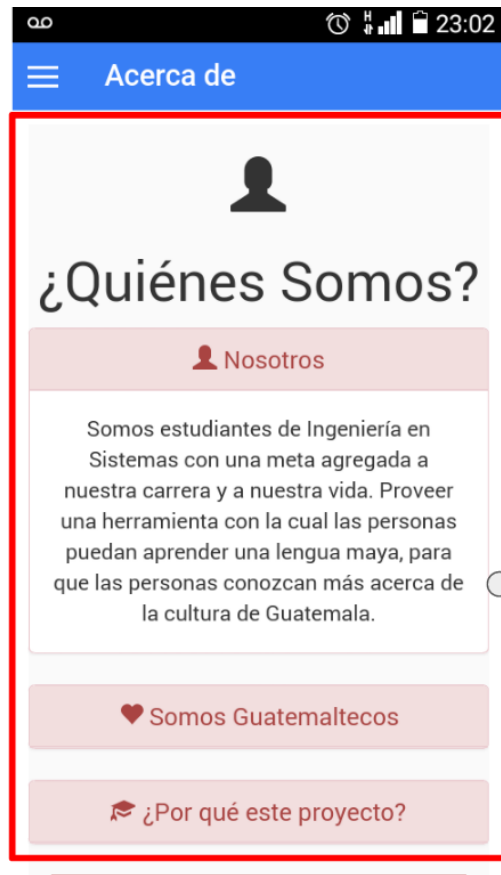 23:02
Acerca de
¿Quiénes Somos?
Nosotros
Somos estudiantes de Ingeniería en
Sistemas con una meta agregada a
nuestra carrera y a nuestra vida. Proveer
una herramienta con la cual las personas
puedan aprender una lengua maya, para
que las personas conozcan más acerca de
la cultura de Guatemala.
Somos Guatemaltecos
¿Por qué este proyecto?